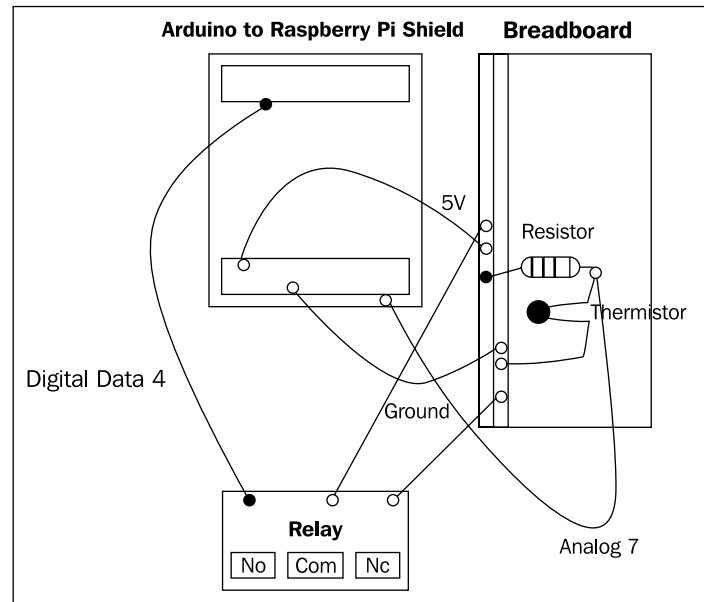 Arduino to Raspberry Pi Shield
Breadboard
5V
Resistor
Thermistor
Digital Data 4
Ground
Analog 7
Relay
No Com Nc